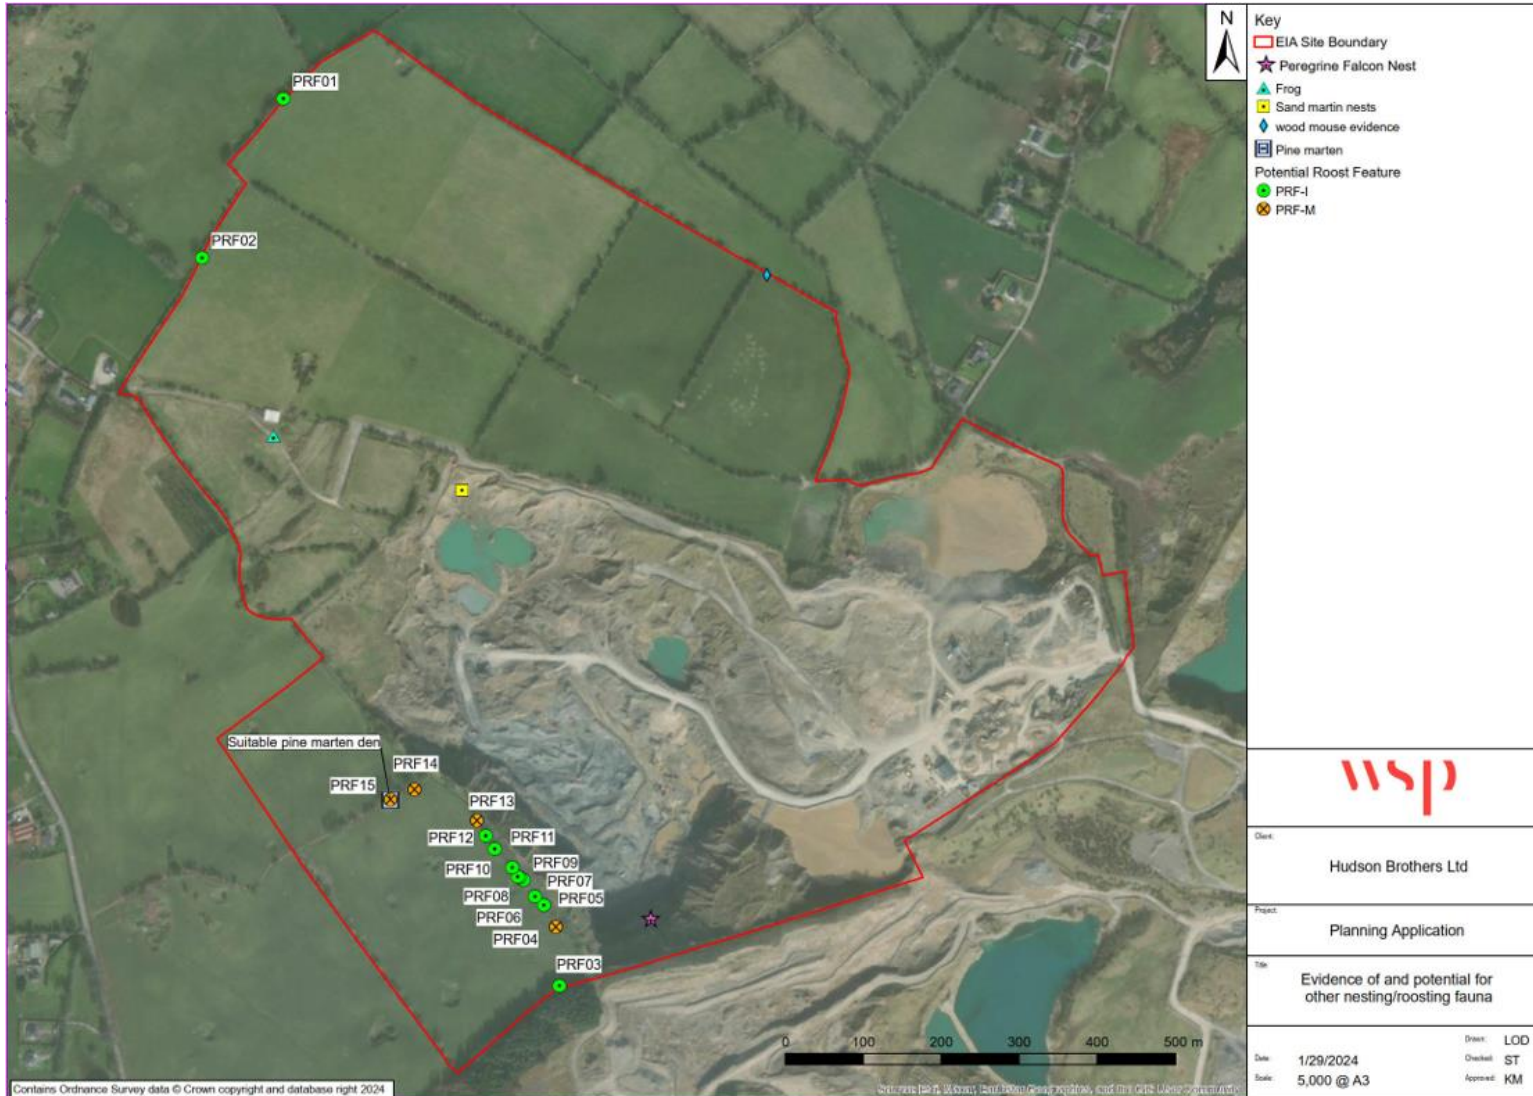 N
Key
EIA Site Boundary
Peregrine Falcon Nest
Frog
Sand martin nests
wood mouse evidence
Pine marten
Potential Roost Feature
PRF-I
PRF-M
PRF01
PRF02
Suitable pine marten den
PRF14
PRF15
PRF13
PRF12
PRF11
PRF10
PRF09
PRF08
PRF07
PRF06
PRF05
PRF04
PRF03
0 100 200 300 400 500 m
Contains Ordnance Survey data © Crown copyright and database right 2024
wsp
Client:
Hudson Brothers Ltd
Project:
Planning Application
Title:
Evidence of and potential for
other nesting/roosting fauna
Drawn: LOD
Date: 1/29/2024
Checked: ST
Scale: 5,000 @ A3
Approved: KM